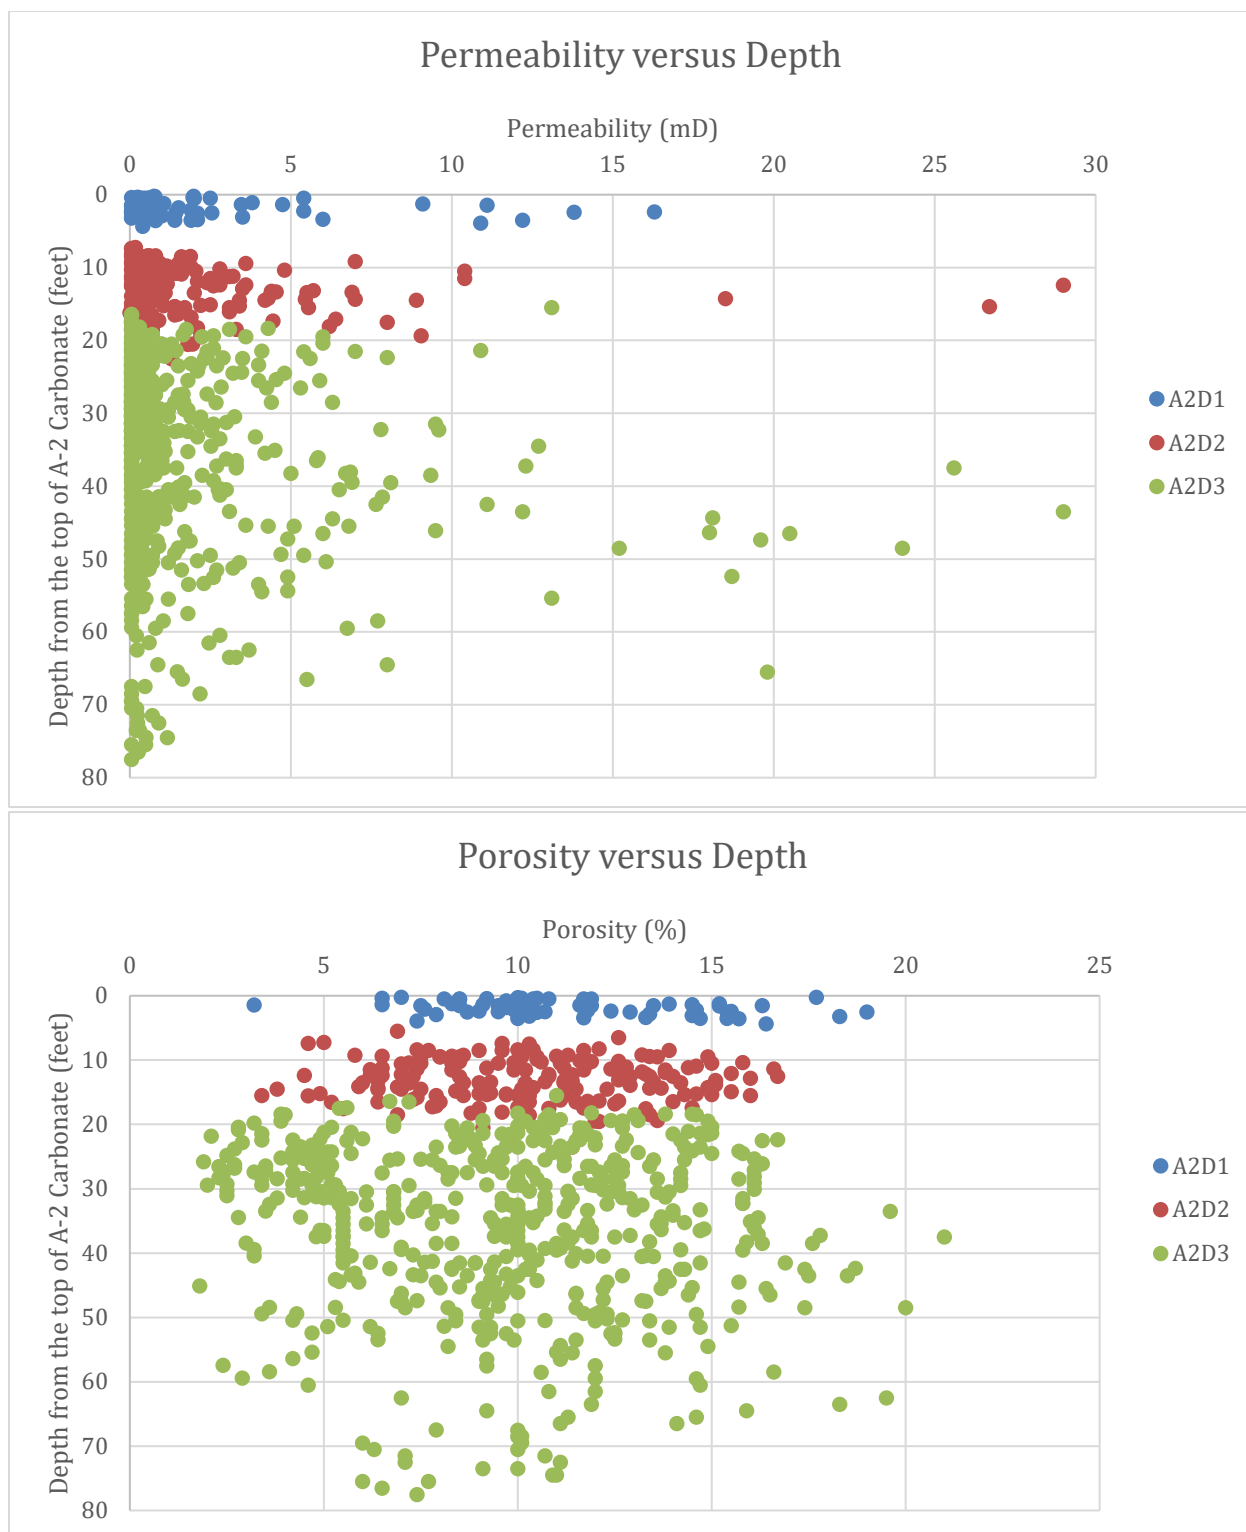 Permeability versus Depth
Permeability (mD)
0 5 10 15 20 25 30
0
10
20
30
40
50
60
70
80
Depth from the top of A-2 Carbonate (feet)
A2D1
A2D2
A2D3
Porosity versus Depth
Porosity (%)
0 5 10 15 20 25
0
10
20
30
40
50
60
70
80
Depth from the top of A-2 Carbonate (feet)
A2D1
A2D2
A2D3